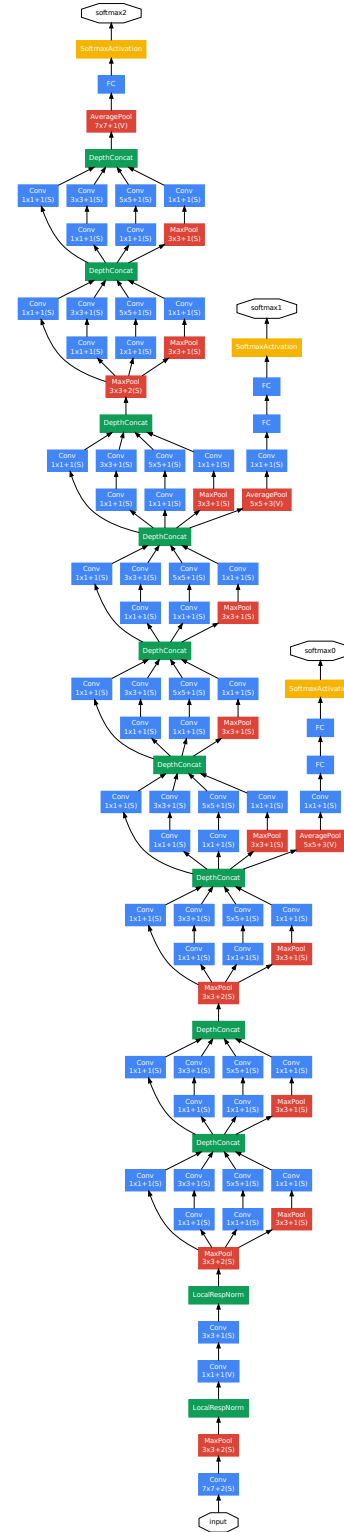 softmax2
SoftmaxActivation
FC
AveragePool
7x7+1(V)
DepthConcat
Conv
1x1+1(S)
Conv
3x3+1(S)
Conv
5x5+1(S)
Conv
1x1+1(S)
Conv
1x1+1(S)
Conv
1x1+1(S)
MaxPool
3x3+1(S)
DepthConcat
Conv
1x1+1(S)
Conv
3x3+1(S)
Conv
5x5+1(S)
Conv
1x1+1(S)
softmax1
Conv
1x1+1(S)
Conv
1x1+1(S)
MaxPool
3x3+1(S)
SoftmaxActivation
MaxPool
3x3+2(S)
FC
DepthConcat
FC
Conv
1x1+1(S)
Conv
3x3+1(S)
Conv
5x5+1(S)
Conv
1x1+1(S)
Conv
1x1+1(S)
Conv
1x1+1(S)
Conv
1x1+1(S)
MaxPool
3x3+1(S)
AveragePool
5x5+3(V)
DepthConcat
Conv
1x1+1(S)
Conv
3x3+1(S)
Conv
5x5+1(S)
Conv
1x1+1(S)
Conv
1x1+1(S)
Conv
1x1+1(S)
MaxPool
3x3+1(S)
DepthConcat
softmax0
Conv
1x1+1(S)
Conv
3x3+1(S)
Conv
5x5+1(S)
Conv
1x1+1(S)
SoftmaxActivati
Conv
1x1+1(S)
Conv
1x1+1(S)
MaxPool
3x3+1(S)
FC
DepthConcat
FC
Conv
1x1+1(S)
Conv
3x3+1(S)
Conv
5x5+1(S)
Conv
1x1+1(S)
Conv
1x1+1(S)
Conv
1x1+1(S)
Conv
1x1+1(S)
MaxPool
3x3+1(S)
AveragePool
5x5+3(V)
DepthConcat
Conv
1x1+1(S)
Conv
3x3+1(S)
Conv
5x5+1(S)
Conv
1x1+1(S)
Conv
1x1+1(S)
Conv
1x1+1(S)
MaxPool
3x3+1(S)
MaxPool
3x3+2(S)
DepthConcat
Conv
1x1+1(S)
Conv
3x3+1(S)
Conv
5x5+1(S)
Conv
1x1+1(S)
Conv
1x1+1(S)
Conv
1x1+1(S)
MaxPool
3x3+1(S)
DepthConcat
Conv
1x1+1(S)
Conv
3x3+1(S)
Conv
5x5+1(S)
Conv
1x1+1(S)
Conv
1x1+1(S)
Conv
1x1+1(S)
MaxPool
3x3+1(S)
MaxPool
3x3+2(S)
LocalRespNorm
Conv
3x3+1(S)
Conv
1x1+1(V)
LocalRespNorm
MaxPool
3x3+2(S)
Conv
7x7+2(S)
input